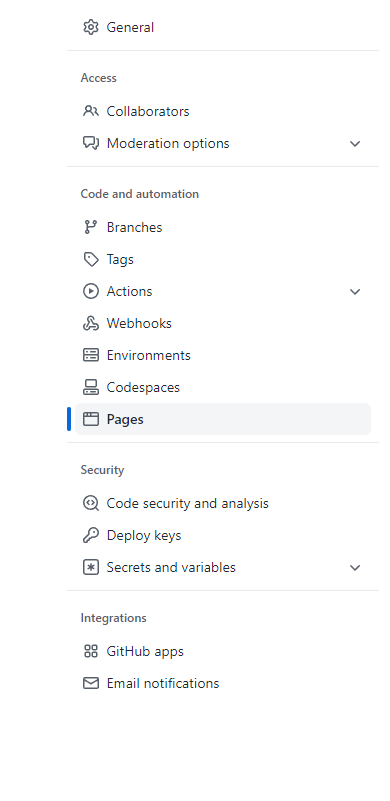 General
Access
Collaborators
Moderation options
Code and automation
Branches
Tags
Actions
Webhooks
Environments
Codespaces
Pages
Security
Code security and analysis
Deploy keys
Secrets and variables
Integrations
GitHub apps
Email notifications